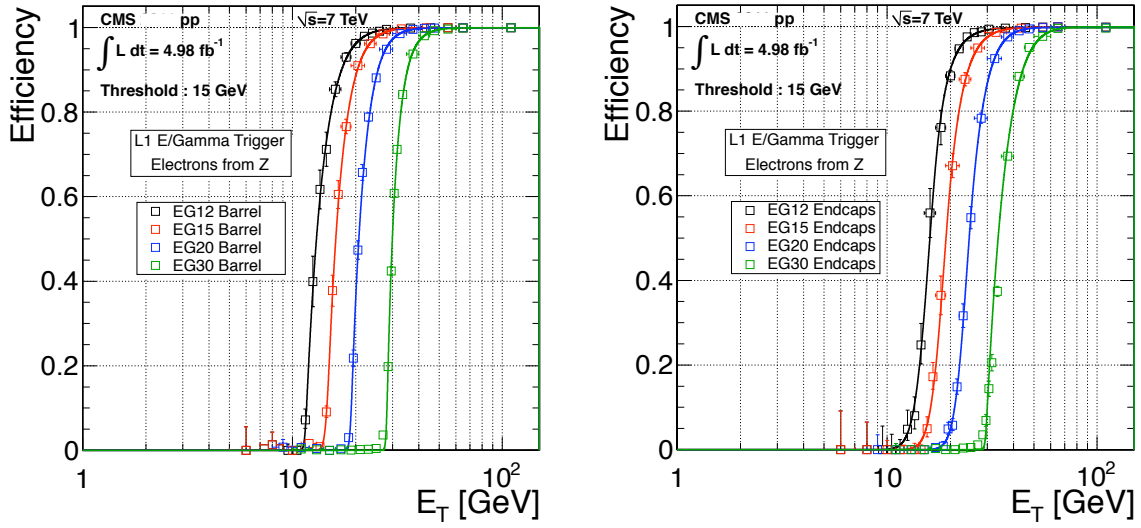 CMS pp √s=7 TeV
∫ L dt = 4.98 fb⁻¹
Threshold : 15 GeV
L1 E/Gamma Trigger
Electrons from Z
EG12 Barrel
EG15 Barrel
EG20 Barrel
EG30 Barrel
Efficiency
1
0.8
0.6
0.4
0.2
0
1 10 10²
E_T [GeV]
CMS pp √s=7 TeV
∫ L dt = 4.98 fb⁻¹
Threshold : 15 GeV
L1 E/Gamma Trigger
Electrons from Z
EG12 Endcaps
EG15 Endcaps
EG20 Endcaps
EG30 Endcaps
Efficiency
1
0.8
0.6
0.4
0.2
0
1 10 10²
E_T [GeV]